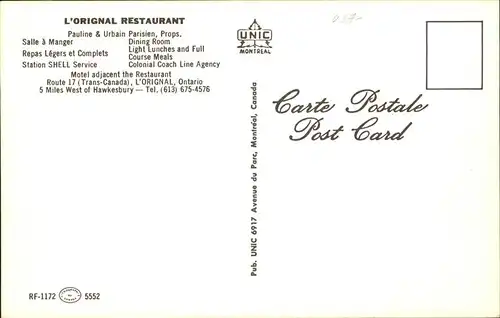 L'ORIGNAL RESTAURANT
Pauline & Urbain Parisien, Props.
Salle à Manger
Dining Room
Repas Légers et Complets
Light Lunches and Full
Course Meals
Station SHELL Service
Colonial Coach Line Agency
Motel adjacent the Restaurant
Route 17 (Trans-Canada), L'ORIGNAL, Ontario
5 Miles West of Hawkesbury — Tel. (613) 675-4576
UNIC
MONTRÉAL
Pub. UNIC 6917 Avenue du Parc, Montréal, Canada
Carte Postale
Post Card
RF-1172
5552